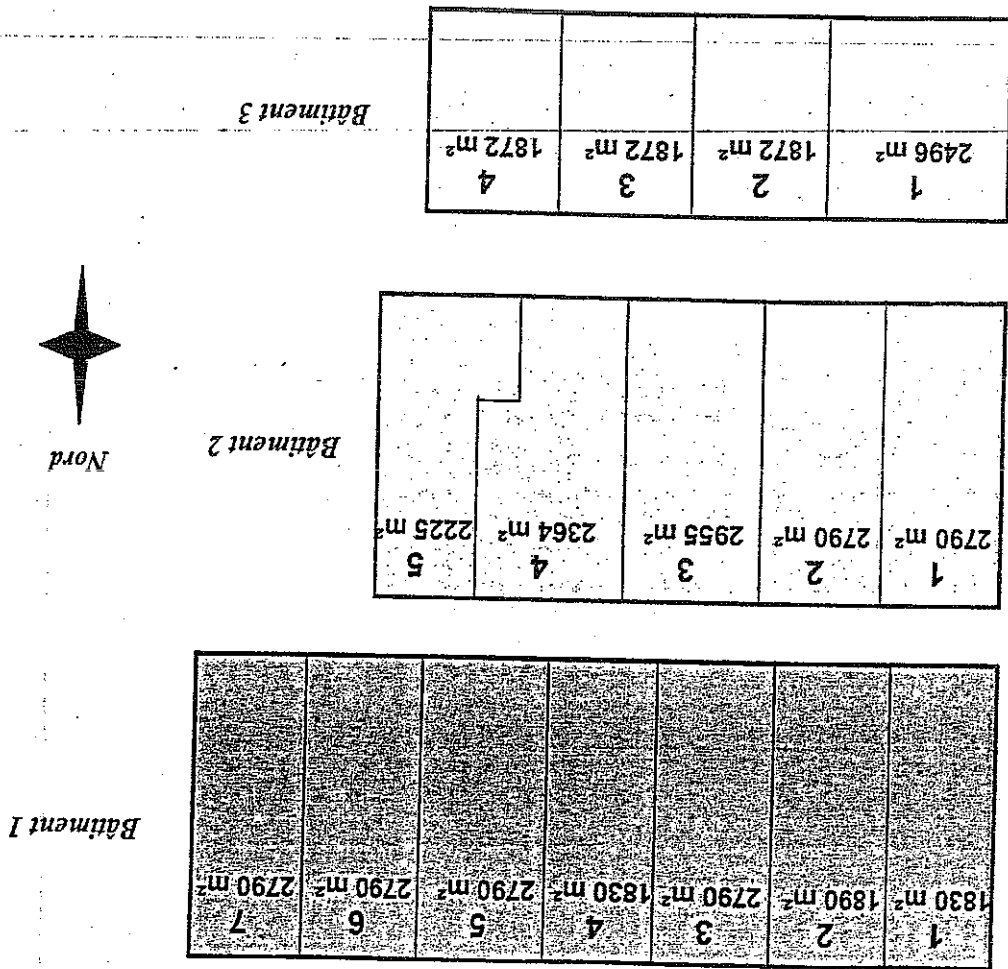 1 2 3 4 5 6 7
1830 m² 1890 m² 2790 m² 1830 m² 2790 m² 2790 m² 2790 m²
Bâtiment 1
1 2 3 4 5
2790 m² 2790 m² 2955 m² 2364 m² 2225 m²
Bâtiment 2
Nord
1 2 3 4
2496 m² 1872 m² 1872 m² 1872 m²
Bâtiment 3